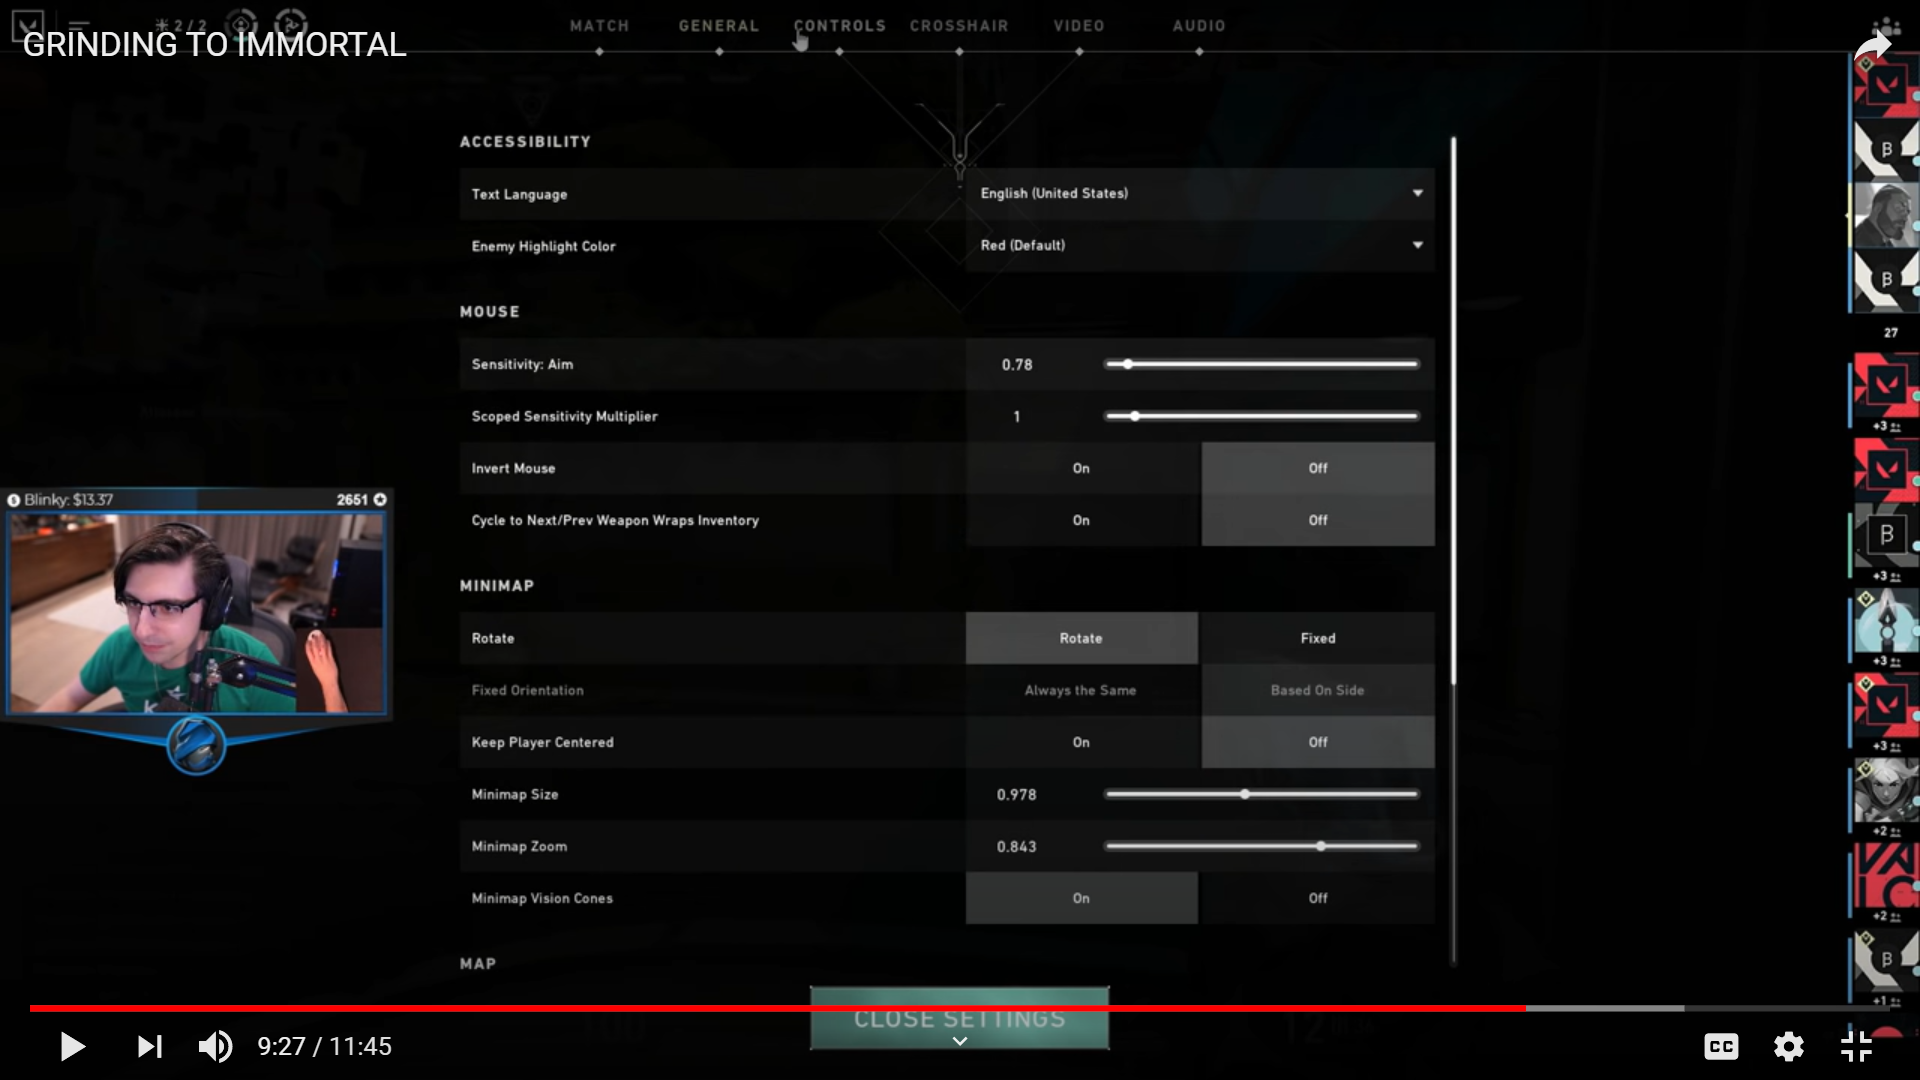 2/2
MATCH GENERAL CONTROLS CROSSHAIR VIDEO AUDIO
GRINDING TO IMMORTAL
ACCESSIBILITY
Text Language English (United States)
Enemy Highlight Color Red (Default)
MOUSE
Sensitivity: Aim 0.78
Scoped Sensitivity Multiplier 1
Invert Mouse On Off
Cycle to Next/Prev Weapon Wraps Inventory On Off
MINIMAP
Rotate Rotate Fixed
Fixed Orientation Always the Same Based On Side
Keep Player Centered On Off
Minimap Size 0.978
Minimap Zoom 0.843
Minimap Vision Cones On Off
MAP
CLOSE SETTINGS
Blinky: $13.37 2651
27
+3
+3
+3
+3
+2
+2
+1
9:27 / 11:45
CC